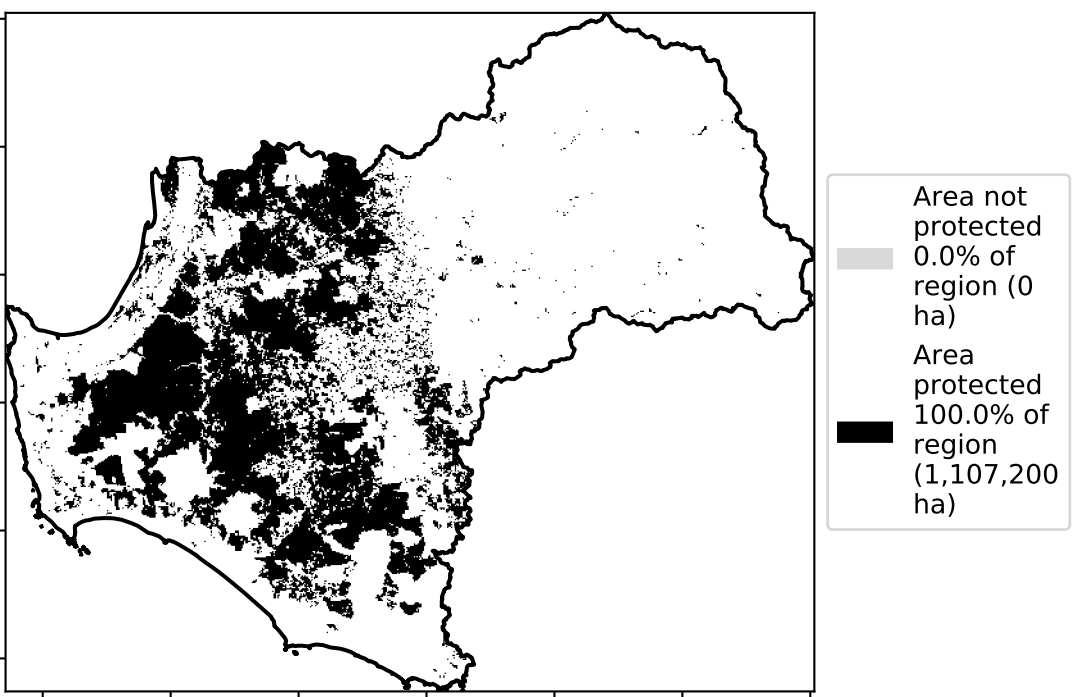 Area not
protected
0.0% of
region (0
ha)
Area
protected
100.0% of
region
(1,107,200
ha)